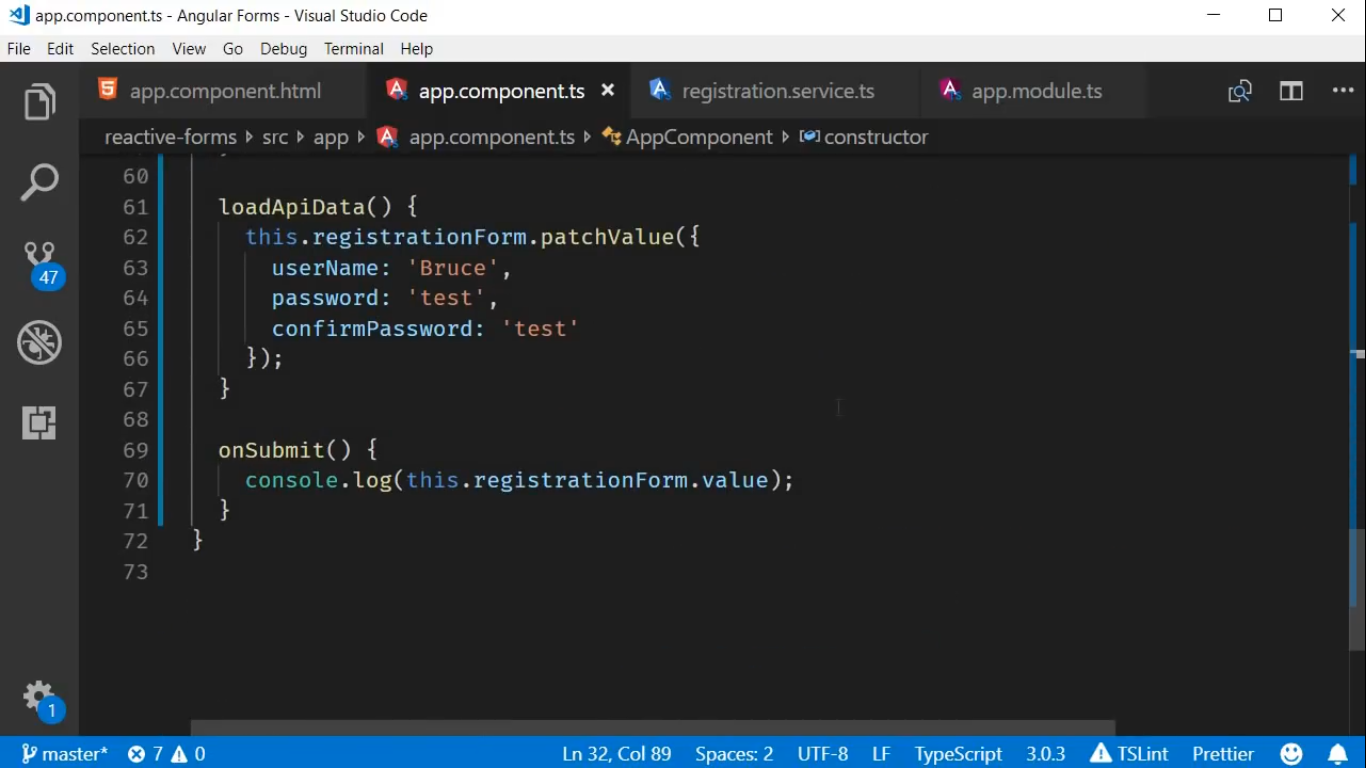 app.component.ts - Angular Forms - Visual Studio Code
File Edit Selection View Go Debug Terminal Help
app.component.html app.component.ts registration.service.ts app.module.ts
reactive-forms src app app.component.ts AppComponent constructor
60
61 loadApiData() {
62 this.registrationForm.patchValue({
63 userName: 'Bruce',
64 password: 'test',
65 confirmPassword: 'test'
66 });
67 }
68
69 onSubmit() {
70 console.log(this.registrationForm.value);
71 }
72 }
73
47
1
master* 7 0 Ln 32, Col 89 Spaces: 2 UTF-8 LF TypeScript 3.0.3 TSLint Prettier